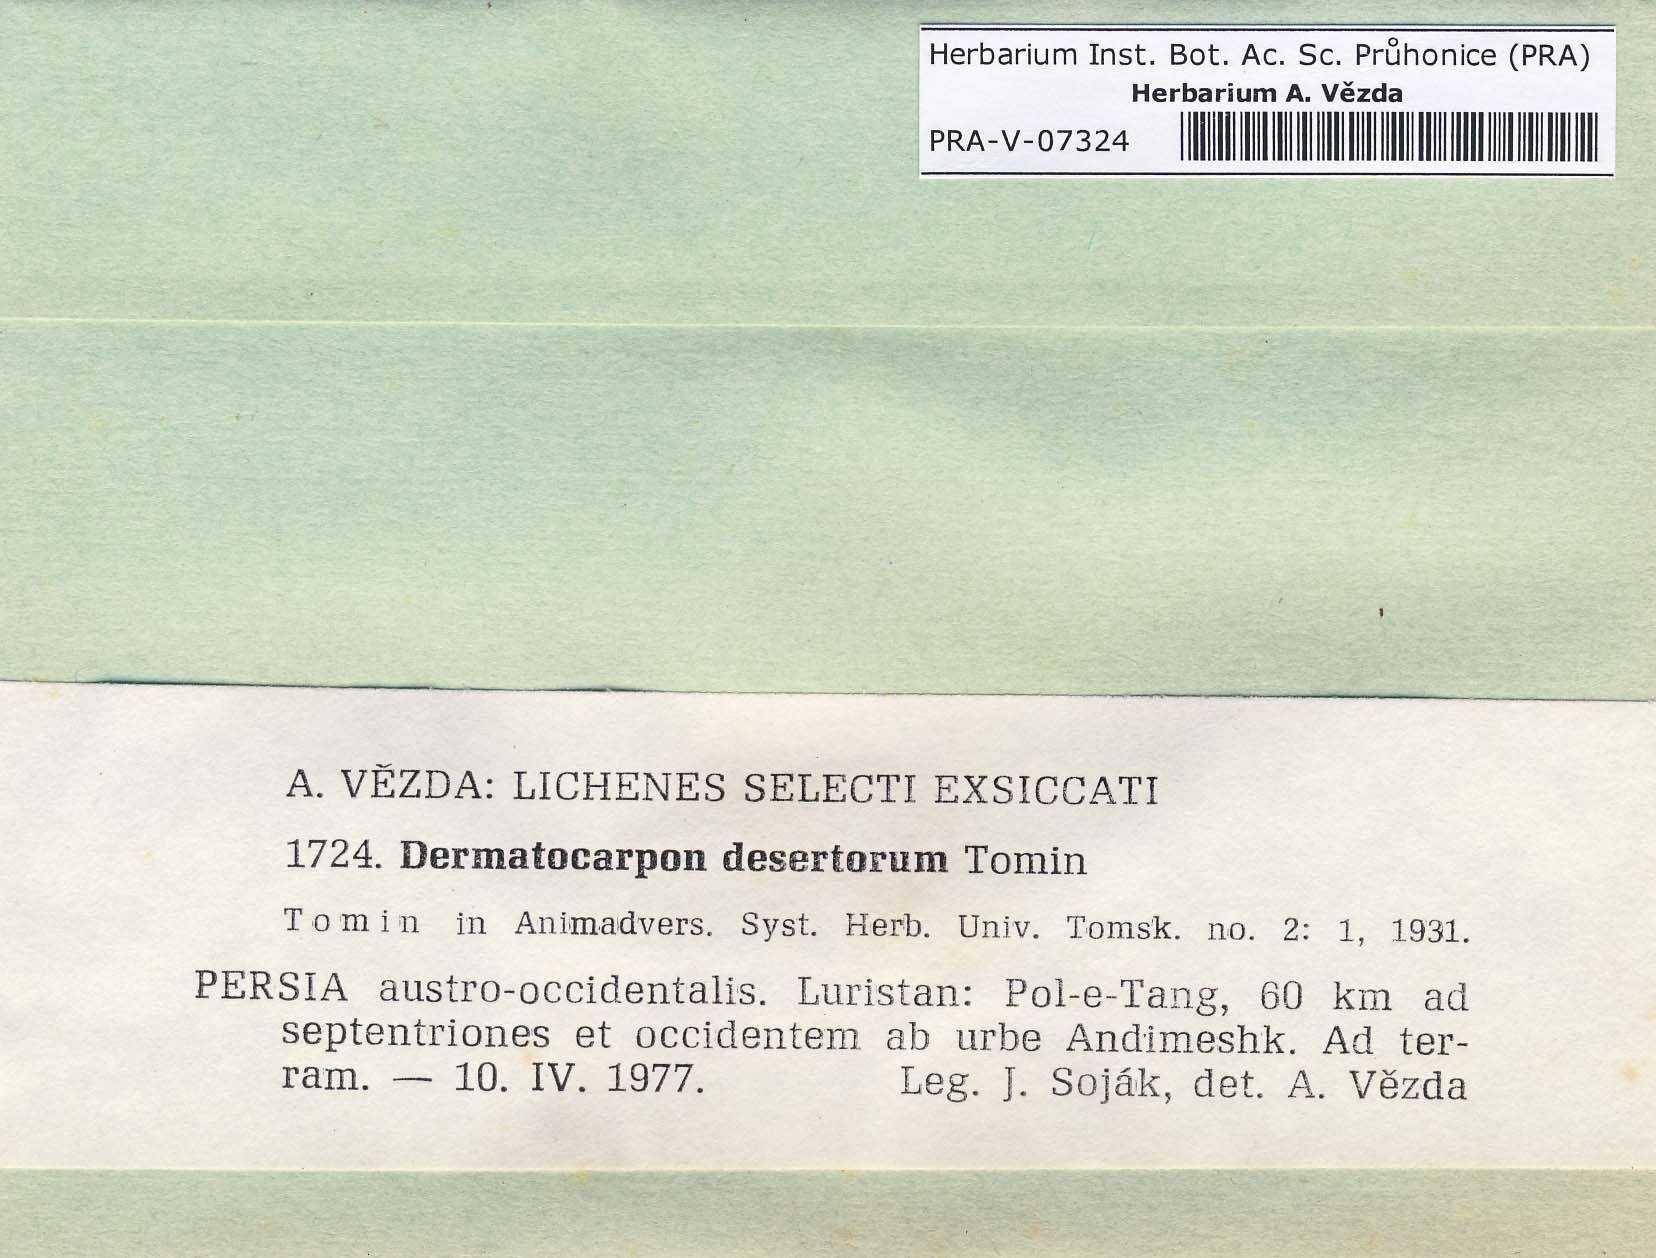 Herbarium Inst. Bot. Ac. Sc. Průhonice (PRA)
Herbarium A. Vězda
PRA-V-07324
A. VĚZDA: LICHENES SELECTI EXSICCATI
1724. Dermatocarpon desertorum Tomin
Tomin in Animadvers. Syst. Herb. Univ. Tomsk. no. 2: 1, 1931.
PERSIA austro-occidentalis. Luristan: Pol-e-Tang, 60 km ad
septentriones et occidentem ab urbe Andimeshk. Ad ter-
ram. — 10. IV. 1977. Leg. J. Soják, det. A. Vězda